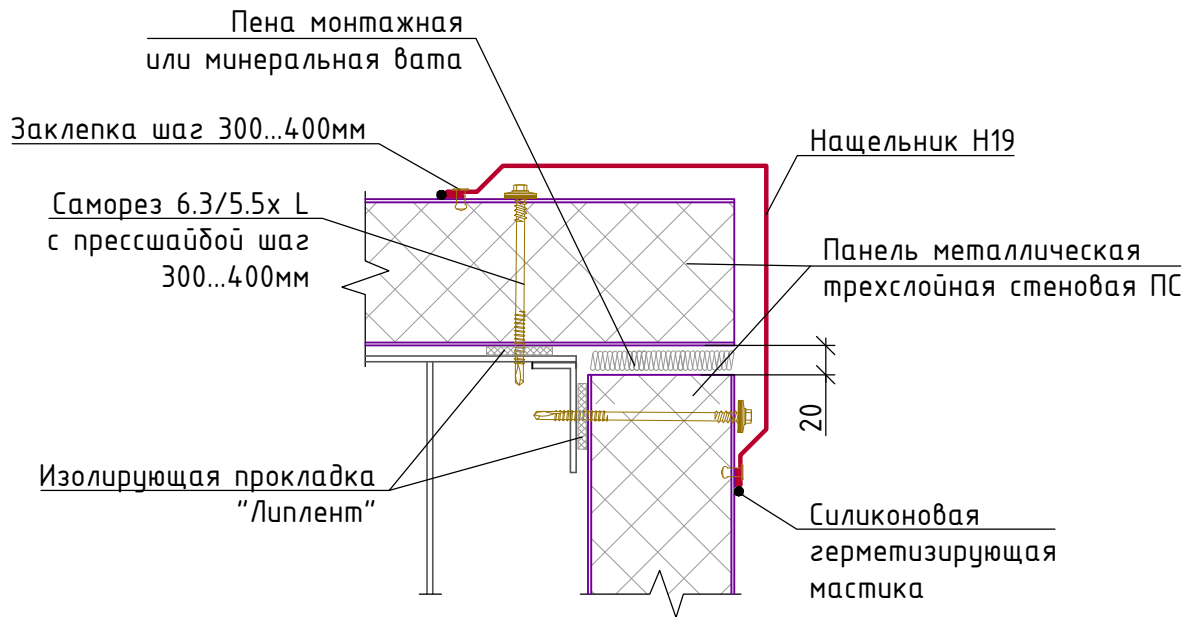 Пена монтажная
или минеральная вата
Заклепка шаг 300...400мм
Саморез 6.3/5.5х L
с прессшайбой шаг
300...400мм
Нащельник Н19
Панель металлическая
трехслойная стеновая ПС
20
Изолирующая прокладка
"Липлент"
Силиконовая
герметизирующая
мастика